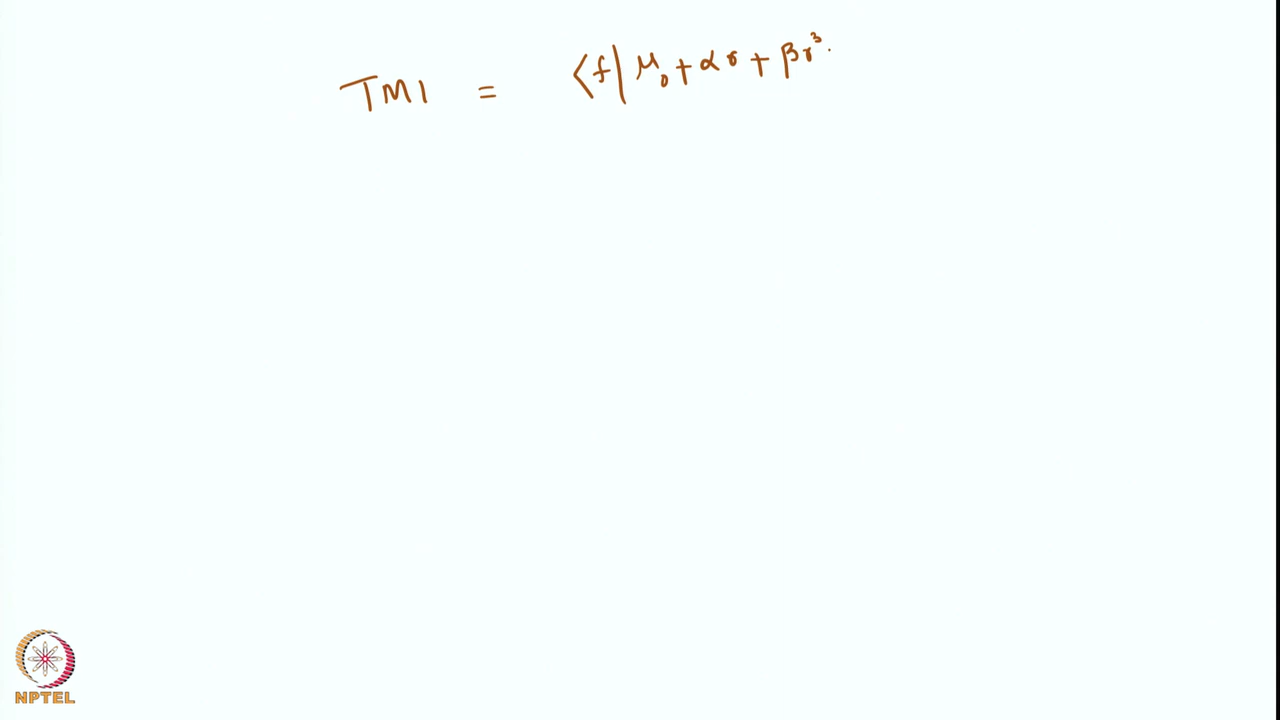 TMI = ⟨f| μ₀ + αr + βr³.
NPTEL